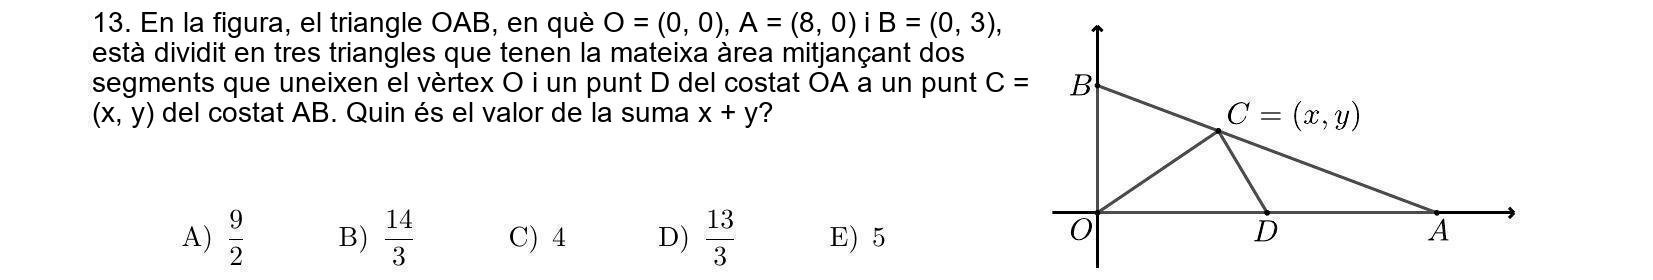 13. En la figura, el triangle OAB, en què O = (0, 0), A = (8, 0) i B = (0, 3),
està dividit en tres triangles que tenen la mateixa àrea mitjançant dos
segments que uneixen el vèrtex O i un punt D del costat OA a un punt C =
(x, y) del costat AB. Quin és el valor de la suma x + y?
A) 9/2 B) 14/3 C) 4 D) 13/3 E) 5
B
C = (x, y)
O
D
A